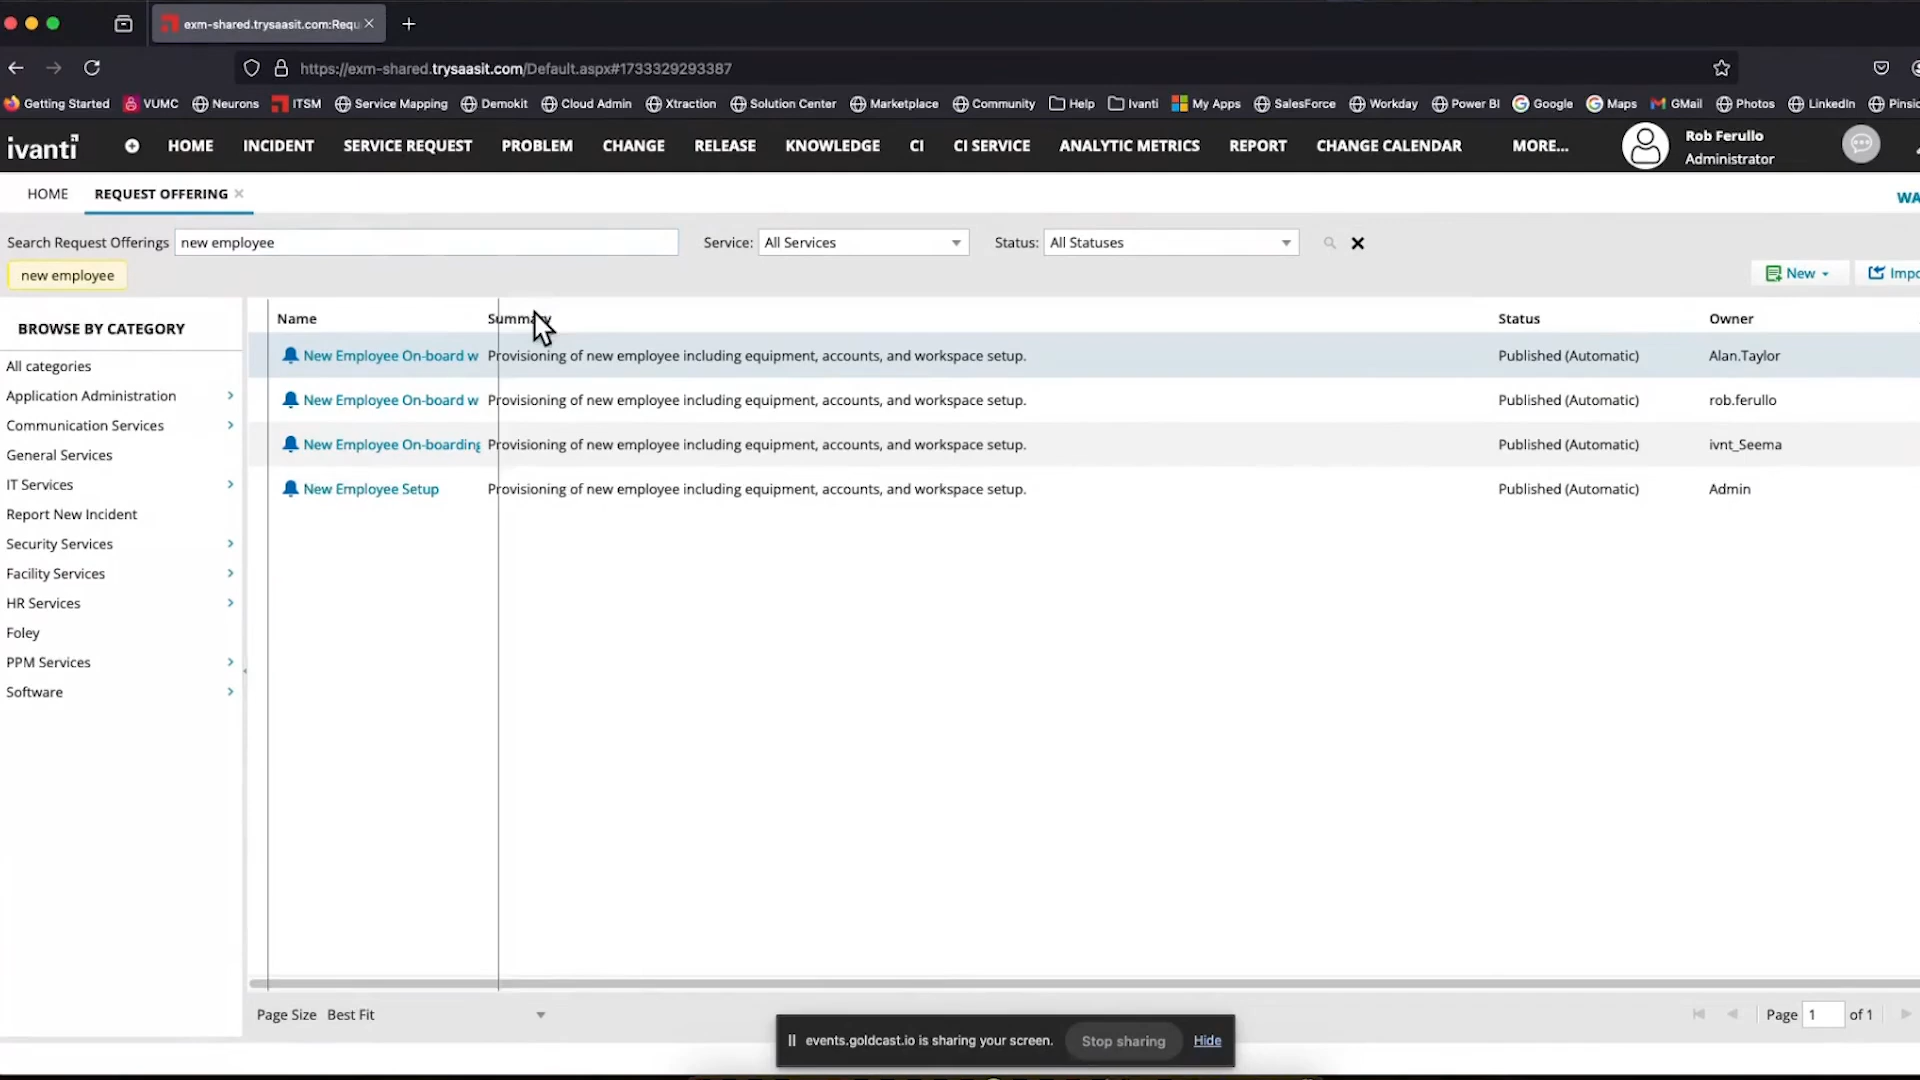 exm-shared.trysaasit.com:Requ
https://exm-shared.trysaasit.com/Default.aspx#1733329293387
Getting Started VUMC Neurons ITSM Service Mapping Demokit Cloud Admin Xtraction Solution Center Marketplace Community Help Ivanti My Apps SalesForce Workday Power BI Google Maps GMail Photos LinkedIn Pinsic
ivanti HOME INCIDENT SERVICE REQUEST PROBLEM CHANGE RELEASE KNOWLEDGE CI CI SERVICE ANALYTIC METRICS REPORT CHANGE CALENDAR MORE... Rob Ferullo
Administrator
HOME REQUEST OFFERING WA
Search Request Offerings new employee Service: All Services Status: All Statuses
new employee New Impo
BROWSE BY CATEGORY
All categories
Application Administration
Communication Services
General Services
IT Services
Report New Incident
Security Services
Facility Services
HR Services
Foley
PPM Services
Software
Name Summary Status Owner
New Employee On-board w Provisioning of new employee including equipment, accounts, and workspace setup. Published (Automatic) Alan.Taylor
New Employee On-board w Provisioning of new employee including equipment, accounts, and workspace setup. Published (Automatic) rob.ferullo
New Employee On-boarding Provisioning of new employee including equipment, accounts, and workspace setup. Published (Automatic) ivnt_Seema
New Employee Setup Provisioning of new employee including equipment, accounts, and workspace setup. Published (Automatic) Admin
Page Size Best Fit Page 1 of 1
events.goldcast.io is sharing your screen. Stop sharing Hide